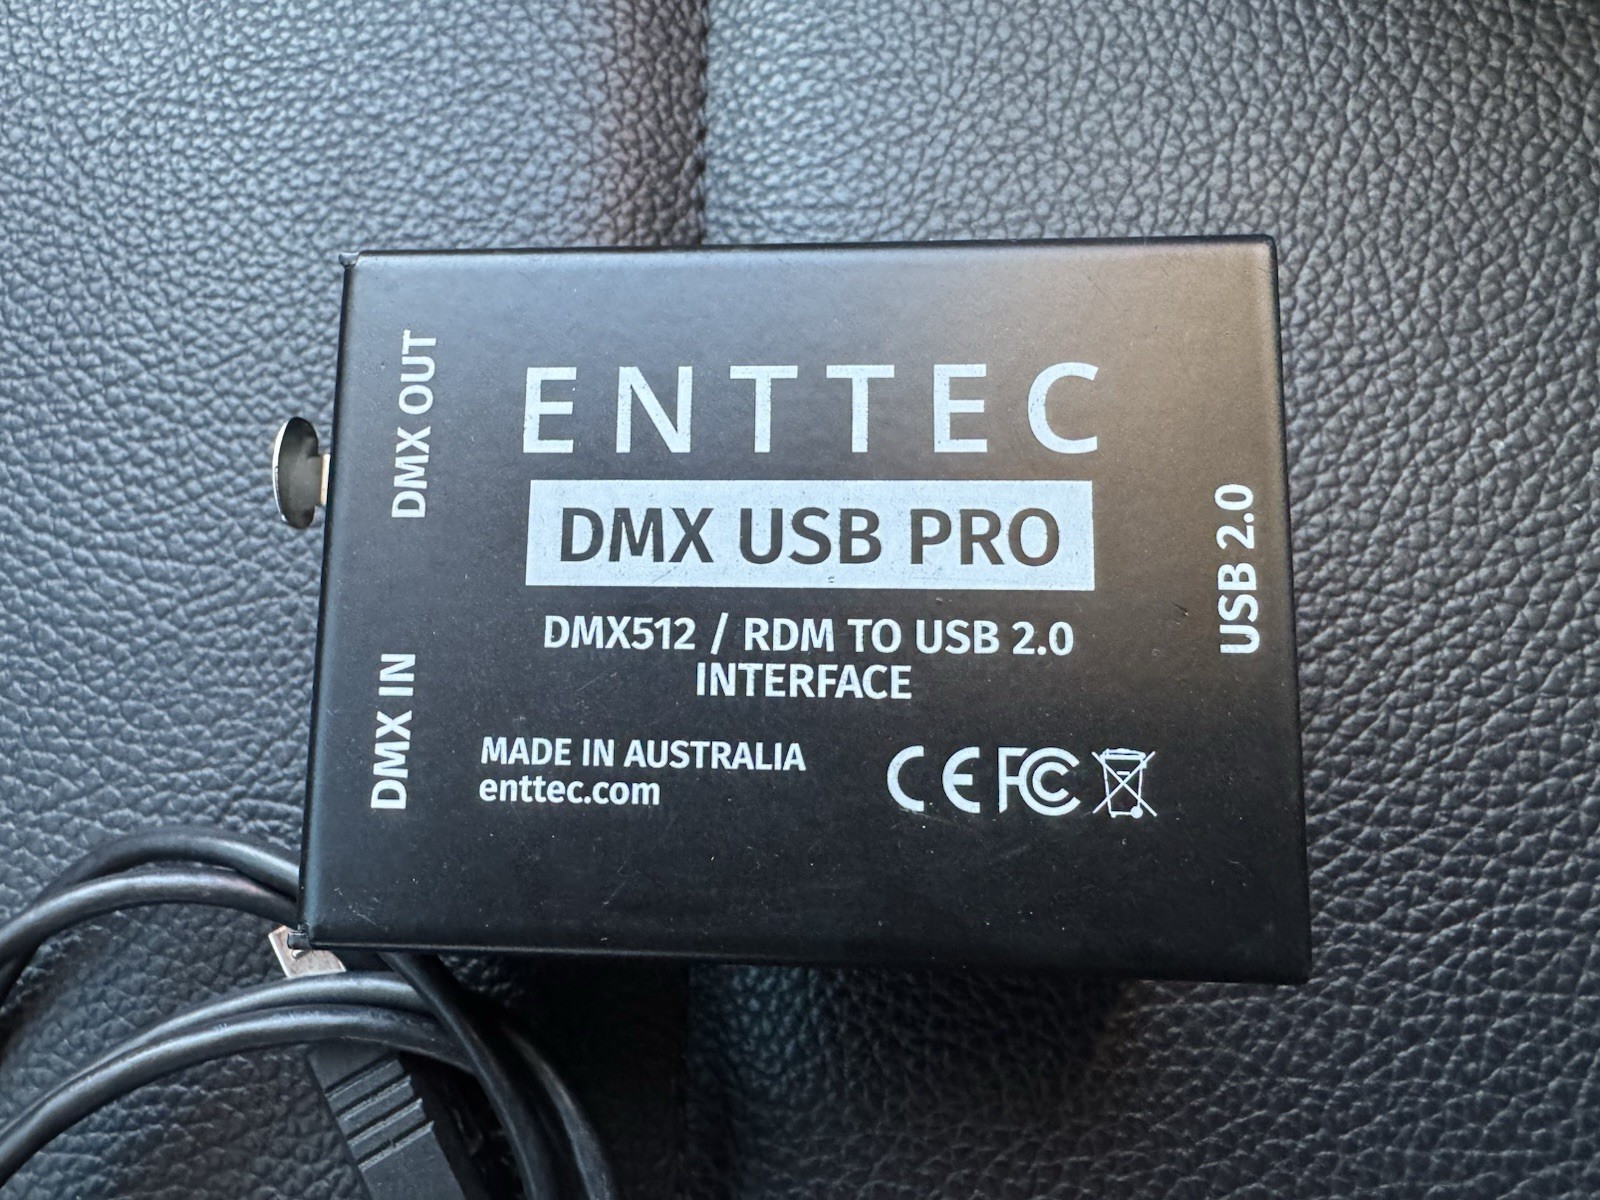 DMX OUT
ENTTEC
DMX USB PRO
USB 2.0
DMX512 / RDM TO USB 2.0
INTERFACE
DMX IN
MADE IN AUSTRALIA
enttec.com
CE FC